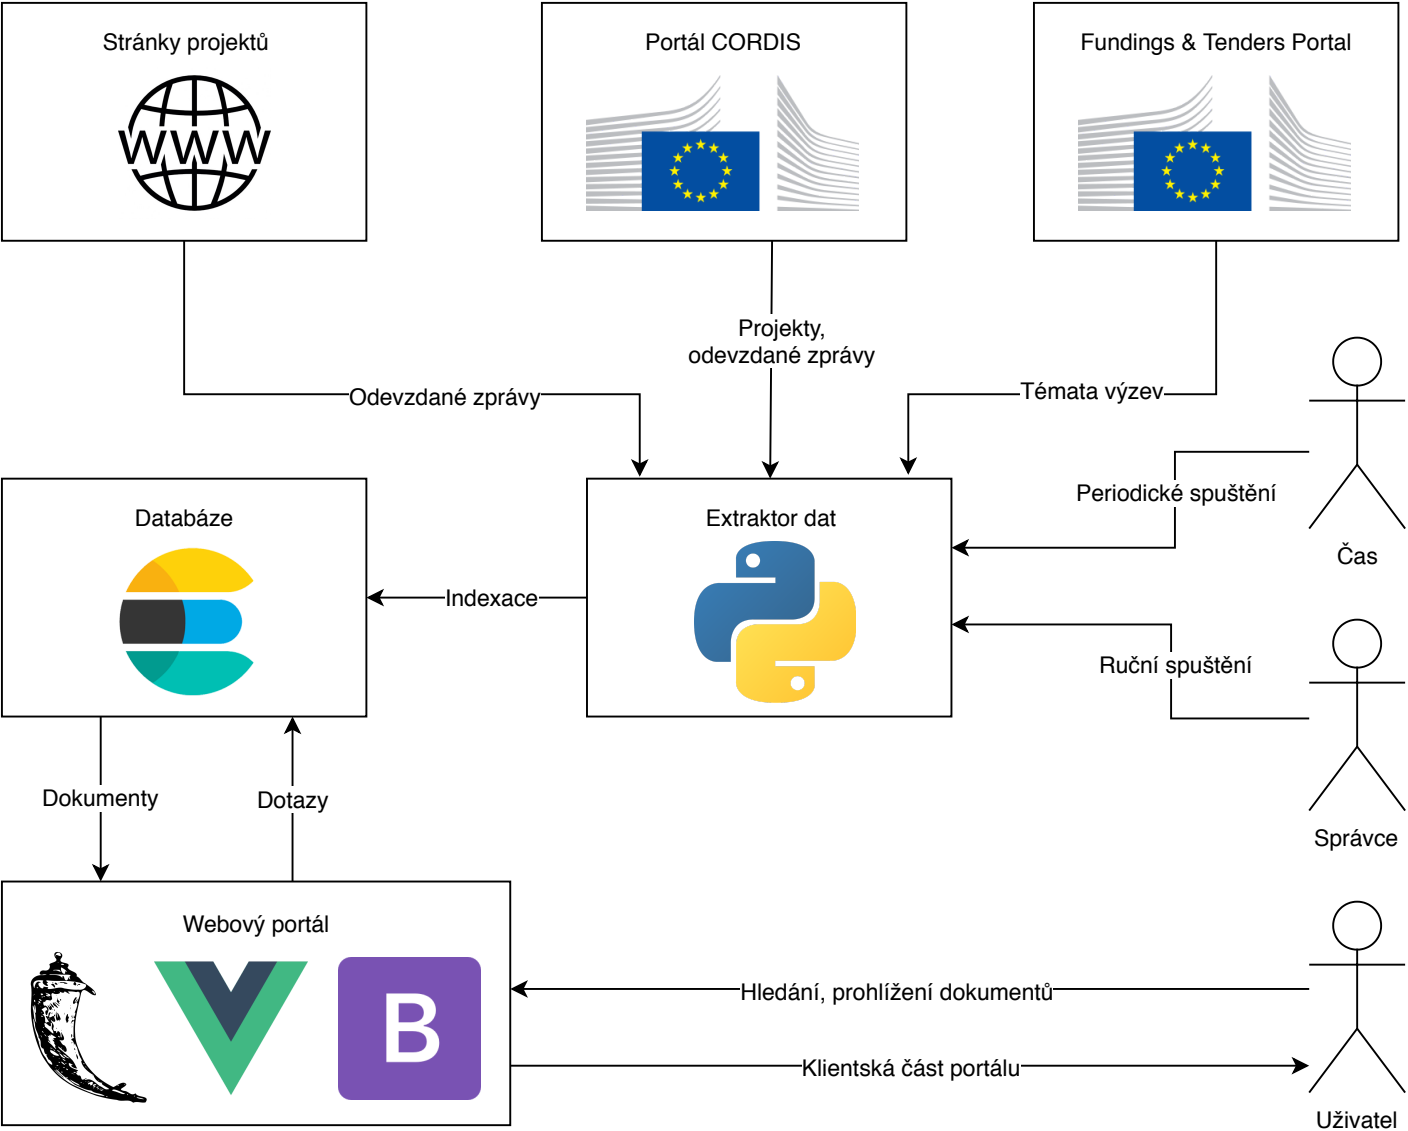 Stránky projektů
WWW
Portál CORDIS
Fundings & Tenders Portal
Projekty,
odevzdané zprávy
Odevzdané zprávy
Témata výzev
Periodické spuštění
Čas
Databáze
Extraktor dat
Indexace
Ruční spuštění
Správce
Dokumenty
Dotazy
Webový portál
B
Hledání, prohlížení dokumentů
Klientská část portálu
Uživatel